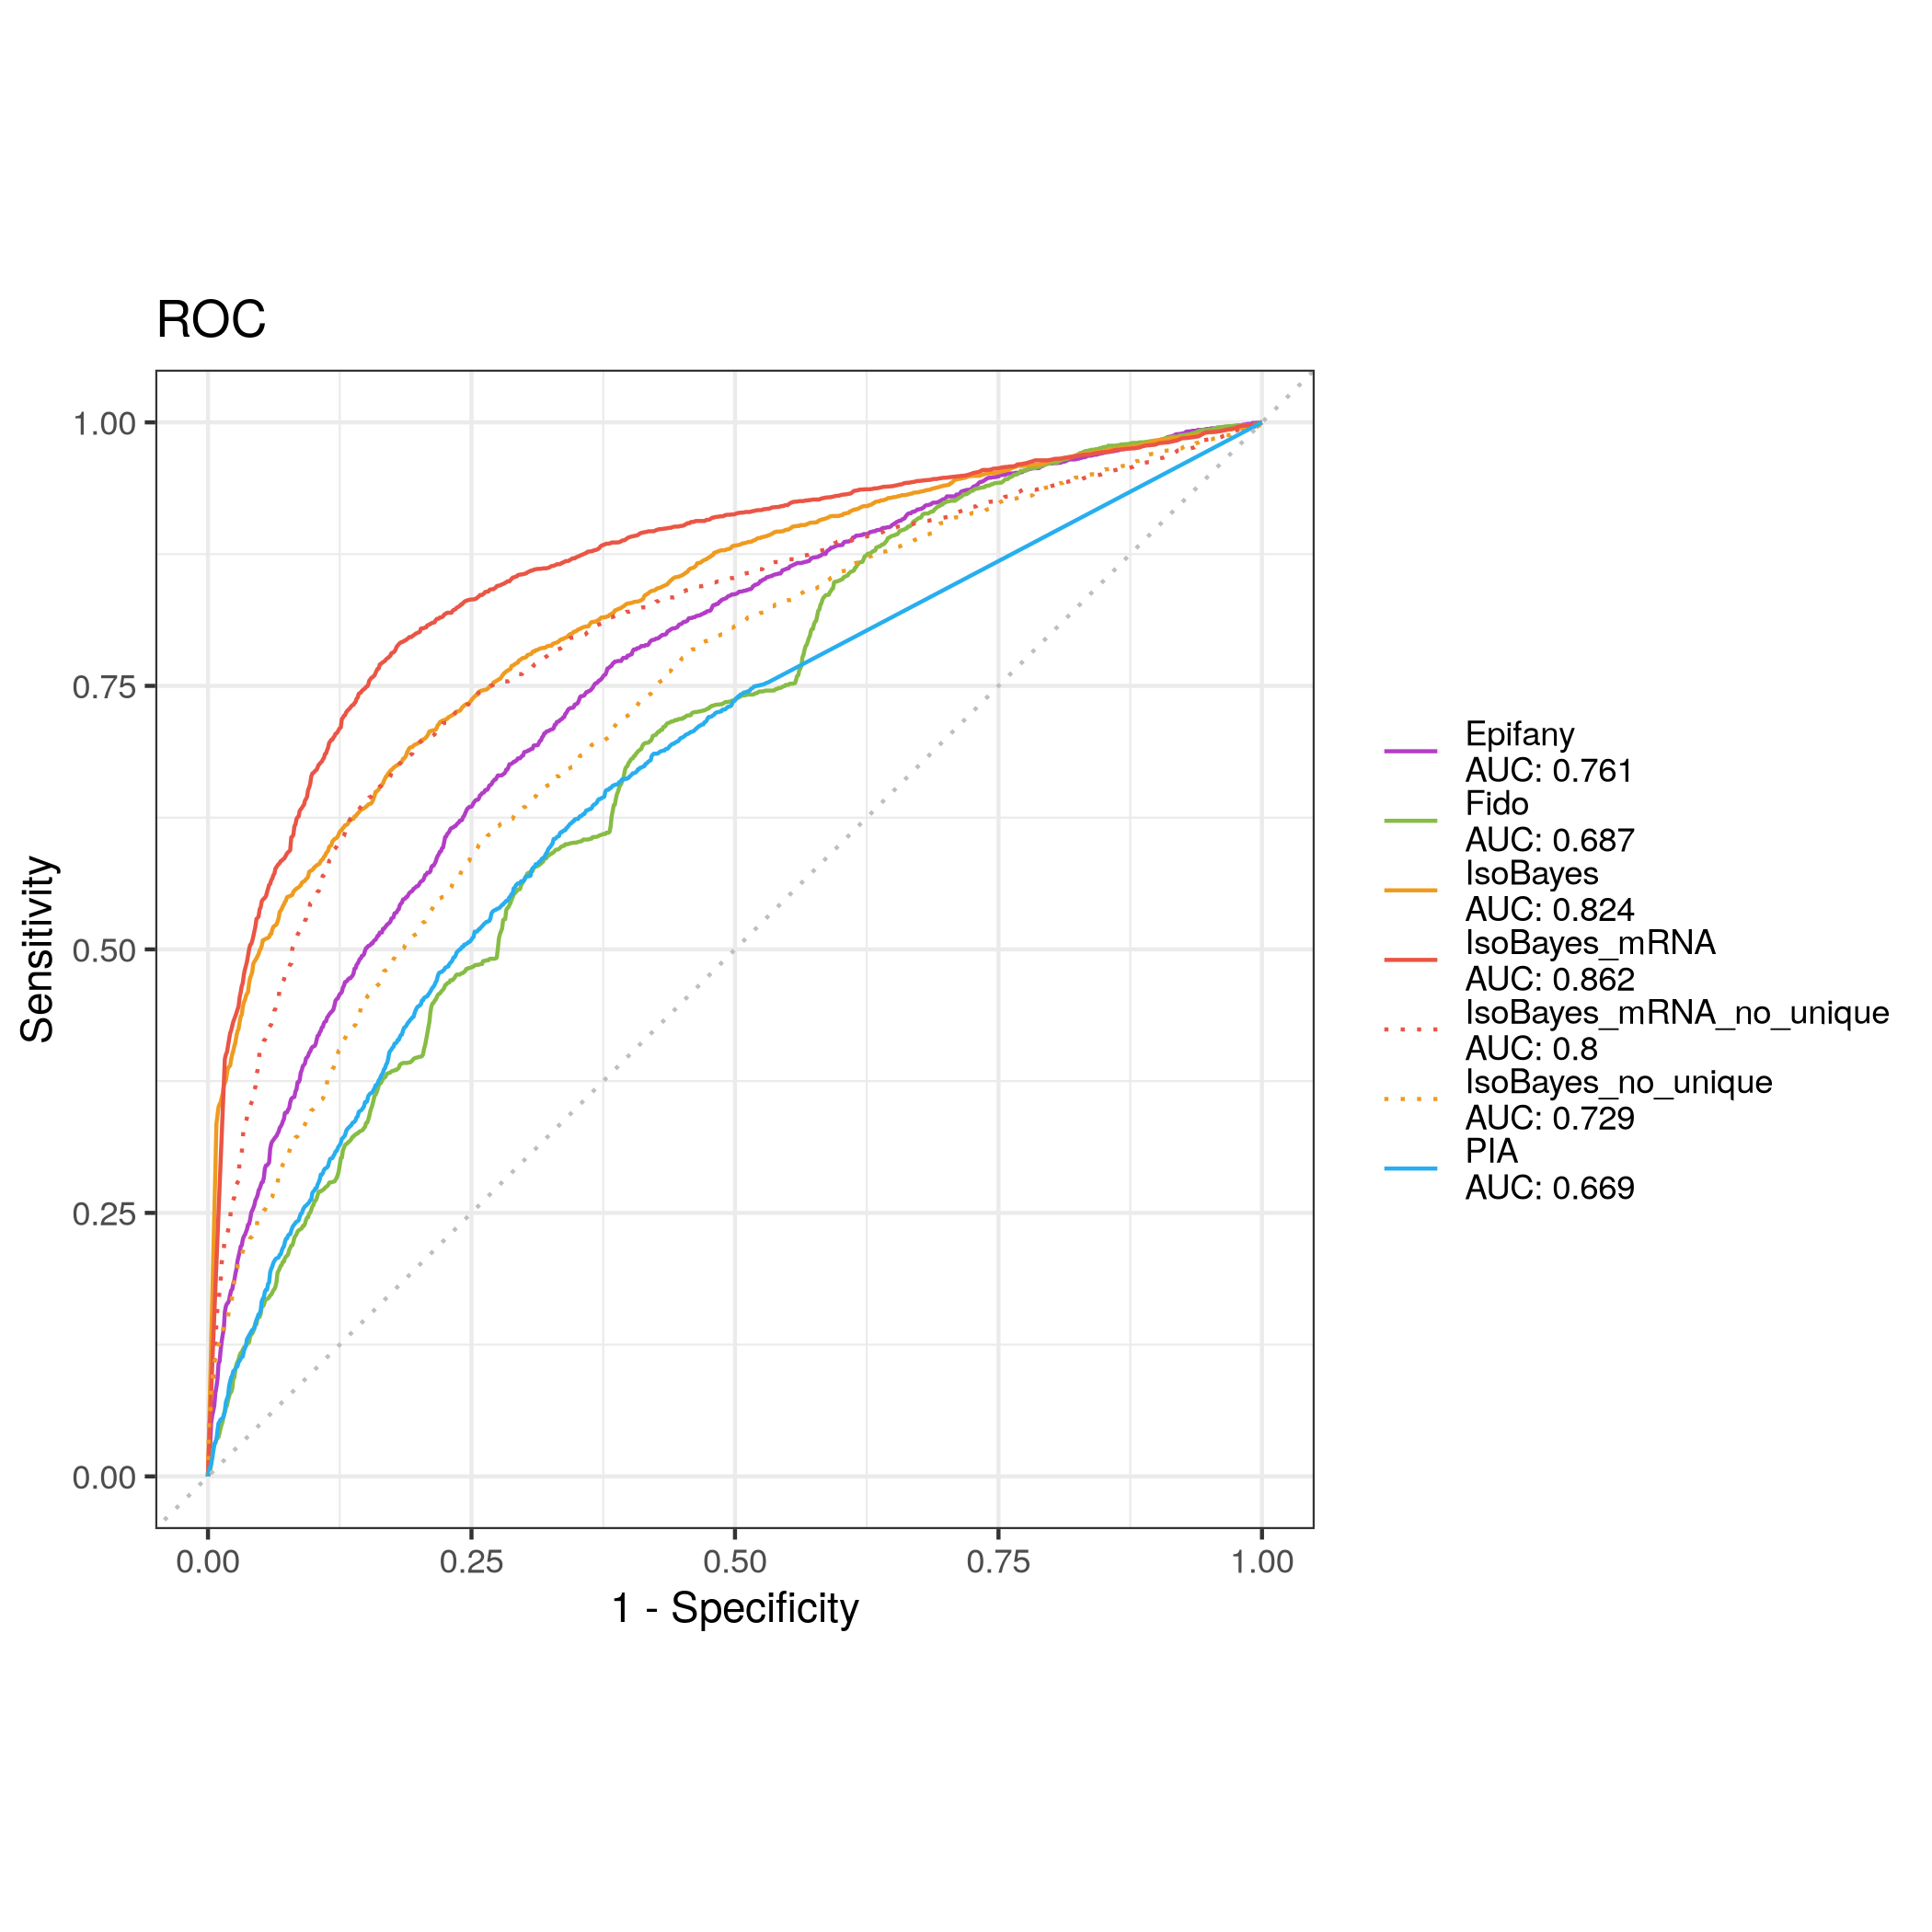 ROC
1.00
0.75
0.50
0.25
0.00
Sensitivity
0.00 0.25 0.50 0.75 1.00
1 - Specificity
Epifany
AUC: 0.761
Fido
AUC: 0.687
IsoBayes
AUC: 0.824
IsoBayes_mRNA
AUC: 0.862
IsoBayes_mRNA_no_unique
AUC: 0.8
IsoBayes_no_unique
AUC: 0.729
PIA
AUC: 0.669